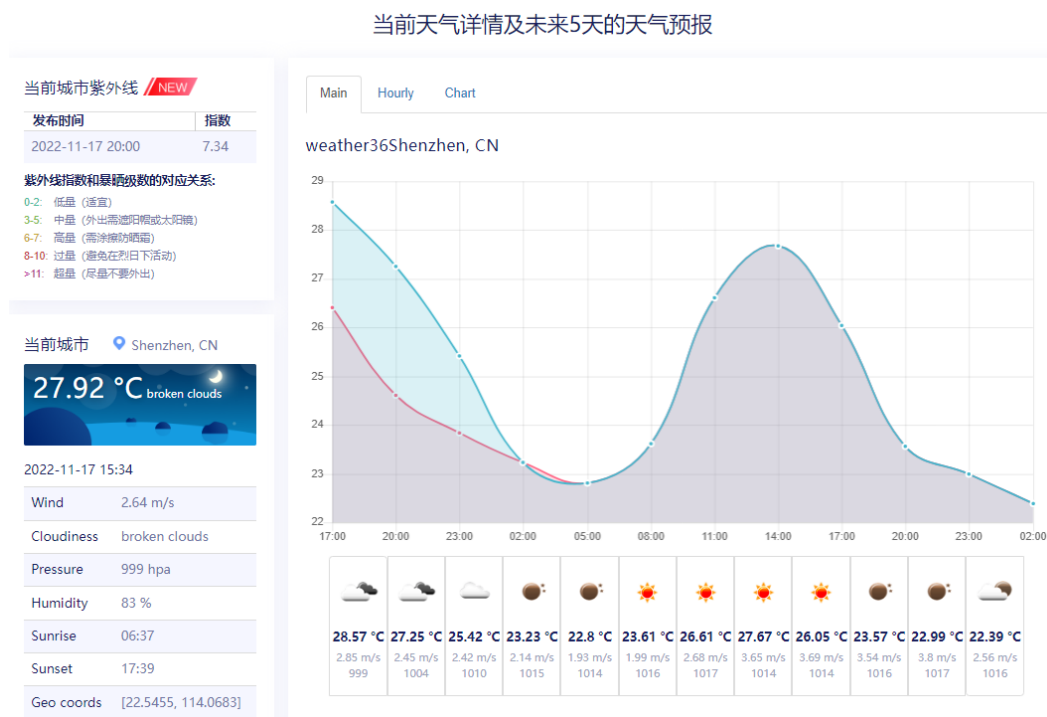 当前天气详情及未来5天的天气预报
当前城市紫外线 NEW
发布时间 指数
2022-11-17 20:00 7.34
紫外线指数和暴晒级数的对应关系:
0-2: 低量 (适宜)
3-5: 中量 (外出需遮阳帽或太阳镜)
6-7: 高量 (需涂擦防晒霜)
8-10: 过量 (避免在烈日下活动)
>11: 超量 (尽量不要外出)
当前城市 Shenzhen, CN
27.92 °C broken clouds
2022-11-17 15:34
Wind 2.64 m/s
Cloudiness broken clouds
Pressure 999 hpa
Humidity 83 %
Sunrise 06:37
Sunset 17:39
Geo coords [22.5455, 114.0683]
Main Hourly Chart
weather36Shenzhen, CN
29
28
27
26
25
24
23
22
17:00 20:00 23:00 02:00 05:00 08:00 11:00 14:00 17:00 20:00 23:00 02:00
28.57 °C 27.25 °C 25.42 °C 23.23 °C 22.8 °C 23.61 °C 26.61 °C 27.67 °C 26.05 °C 23.57 °C 22.99 °C 22.39 °C
2.85 m/s 2.45 m/s 2.42 m/s 2.14 m/s 1.93 m/s 1.99 m/s 2.68 m/s 3.65 m/s 3.69 m/s 3.54 m/s 3.8 m/s 2.56 m/s
999 1004 1010 1015 1014 1016 1017 1014 1014 1016 1017 1016